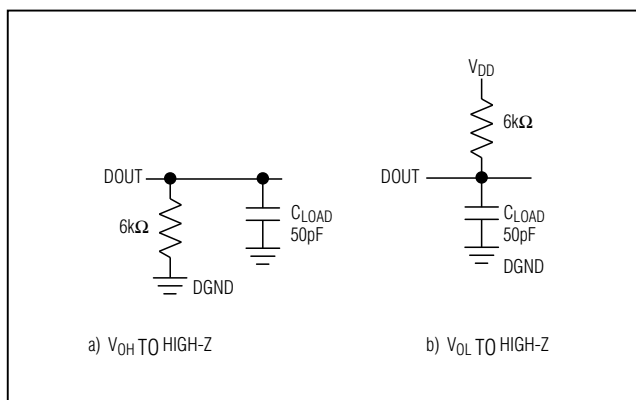 DOUT
6kΩ
DGND
CLOAD
50pF
a) VOH TO HIGH-Z
VDD
6kΩ
DOUT
CLOAD
50pF
DGND
b) VOL TO HIGH-Z